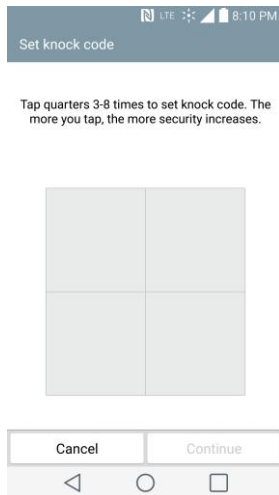 LTE 8:10 PM
Set knock code
Tap quarters 3-8 times to set knock code. The
more you tap, the more security increases.
Cancel Continue